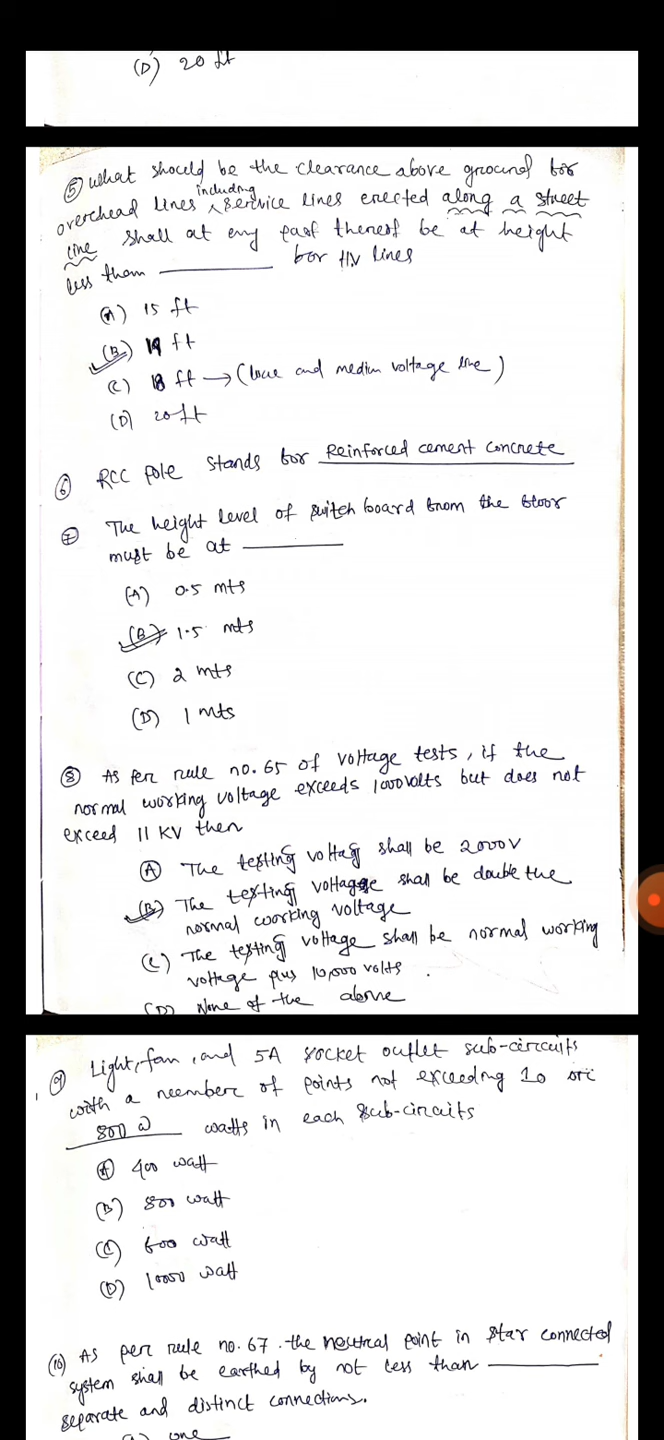 (D) 20 ft
⑤ What should be the clearance above ground for
including
overhead lines ^ service lines erected along a street
line shall at any part thereof be at height
less than __________ for HV lines
(A) 15 ft
(B) 19 ft
(C) 18 ft → (low and medium voltage line)
(D) 20 ft
⑥ RCC pole stands for Reinforced cement concrete
⑦ The height level of switch board from the floor
must be at __________
(A) 0.5 mts
(B) 1.5 mts
(C) 2 mts
(D) 1 mts
⑧ As per rule no. 65 of voltage tests, if the
normal working voltage exceeds 1000 volts but does not
exceed 11 KV then
(A) The testing voltag shall be 2000V
(B) The testing voltage shall be double the
normal working voltage
(C) The testing voltage shall be normal working
voltage plus 10,000 volts.
(D) None of the above
⑨ Light, fan, and 5A socket outlet sub-circuits
with a number of points not exceeding 10 or
800 W watts in each sub-circuits
(A) 400 watt
(B) 800 watt
(C) 600 watt
(D) 10000 watt
(10) As per rule no. 67. the neutral point in star connected
system shall be earthed by not less than __________
separate and distinct connections.
(A) one